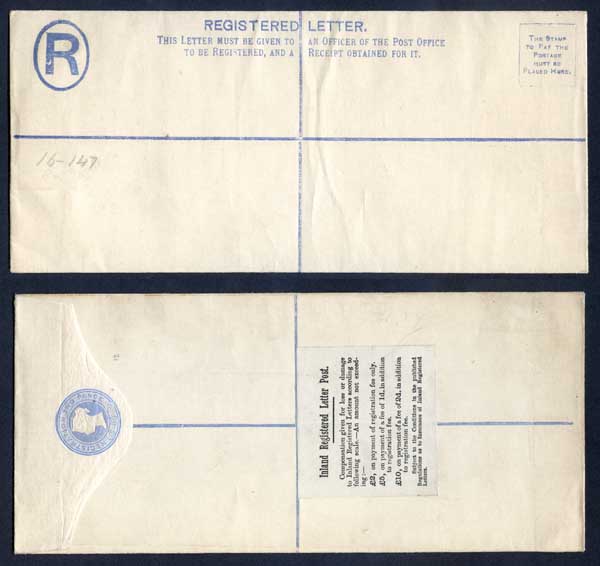 R
REGISTERED LETTER.
THIS LETTER MUST BE GIVEN TO AN OFFICER OF THE POST OFFICE
TO BE REGISTERED, AND A RECEIPT OBTAINED FOR IT.
THE STAMP
TO PAY THE
POSTAGE
MUST BE
PLACED HERE.
16-147
Inland Registered Letter Post.
Compensation given for loss or damage
to Inland Registered Letters according to
following scale.—An amount not exceed-
ing:—
£2, on payment of registration fee only.
£5, on payment of a fee of 1d. in addition
to registration fee.
£10, on payment of a fee of 2d. in addition
to registration fee.
Subject to the Conditions in the published
Regulations as to Insurance of Inland Registered
Letters.